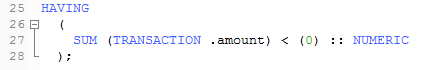 25 HAVING
26 (
27 SUM (TRANSACTION .amount) < (0) :: NUMERIC
28 );